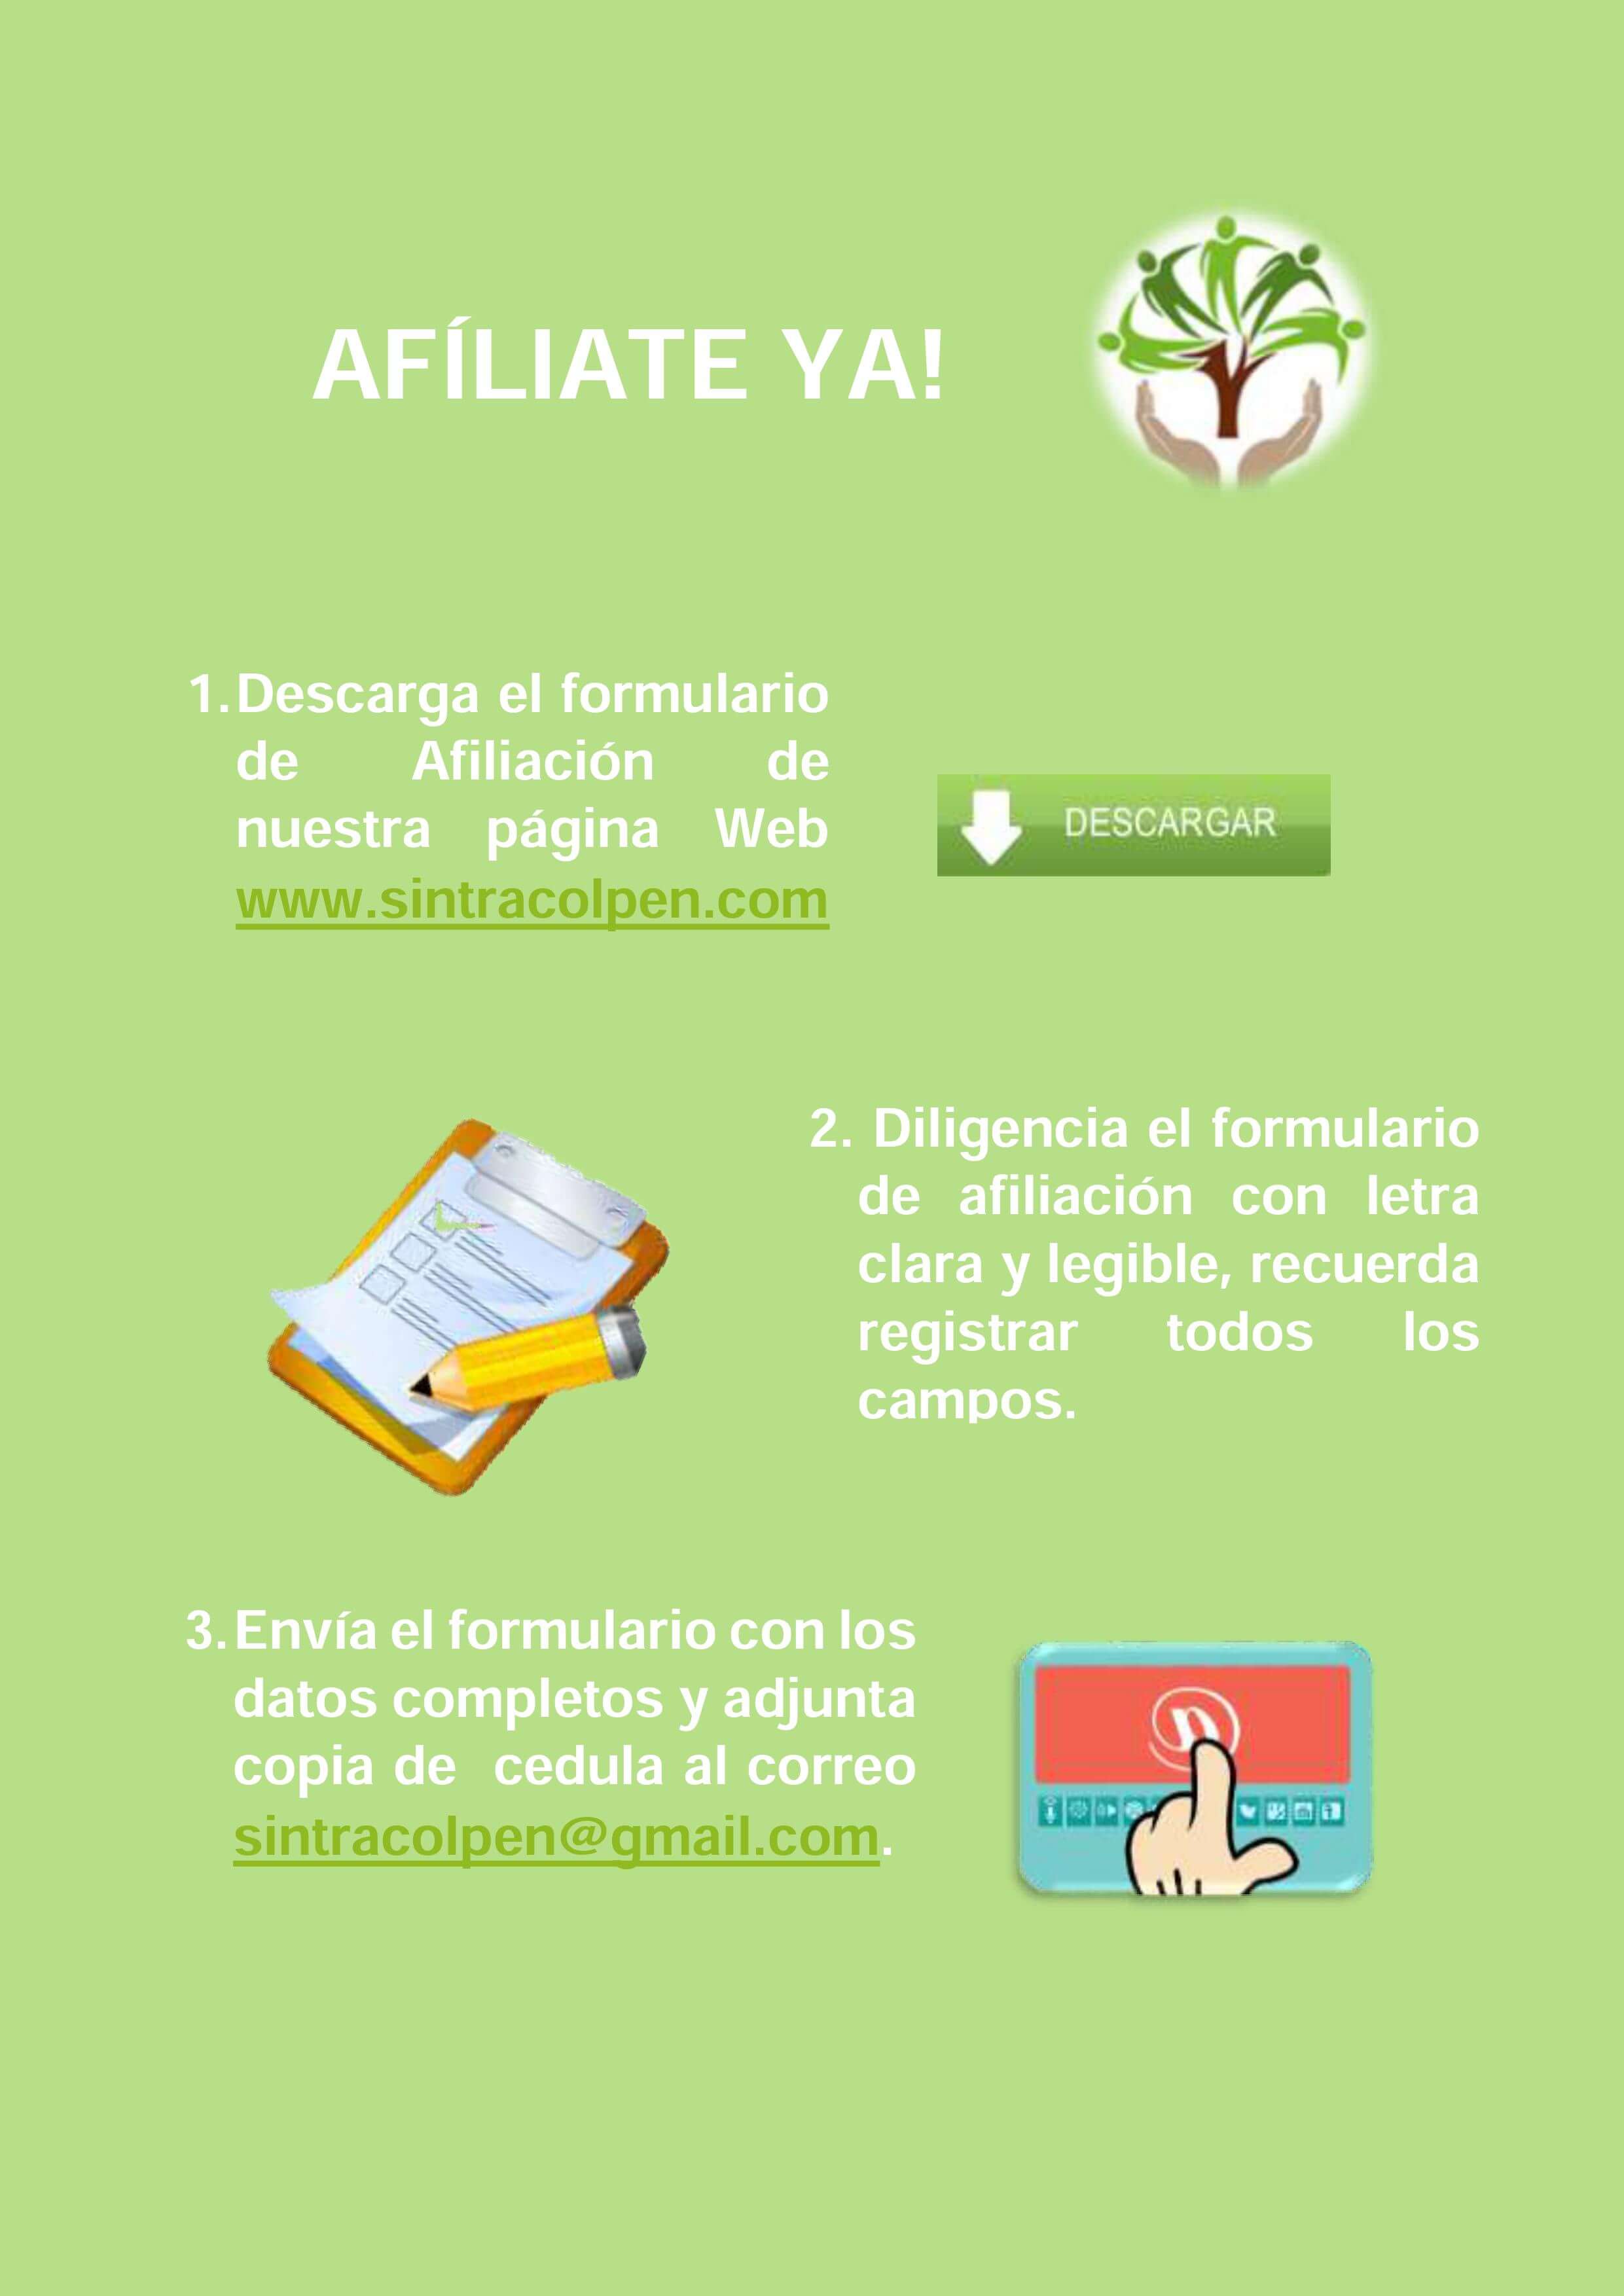 AFÍLIATE YA!
1. Descarga el formulario
de Afiliación de
nuestra página Web
www.sintracolpen.com
DESCARGAR
2. Diligencia el formulario
de afiliación con letra
clara y legible, recuerda
registrar todos los
campos.
3. Envía el formulario con los
datos completos y adjunta
copia de cedula al correo
sintracolpen@gmail.com.